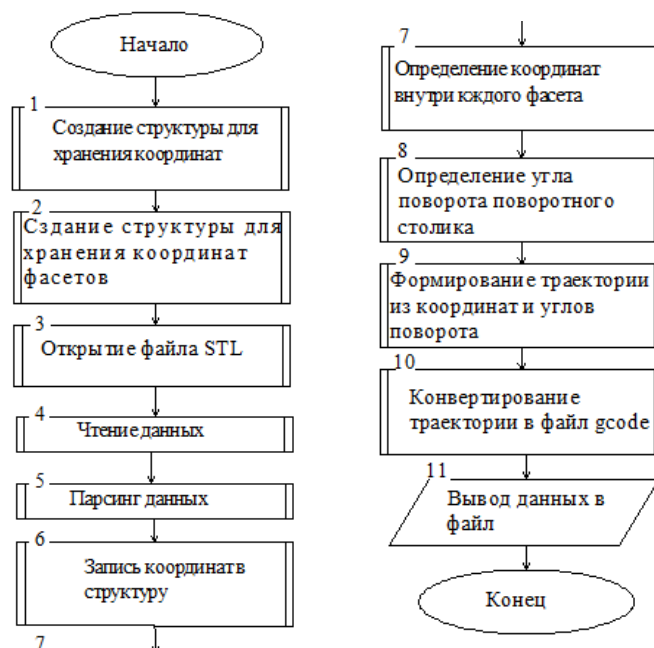 Начало
1
Создание структуры для
хранения координат
2
Сздание структуры для
хранения координат
фасетов
3
Открытие файла STL
4
Чтение данных
5
Парсинг данных
6
Запись координат в
структуру
7
7
Определение координат
внутри кждого фасета
8
Определение угла
поворота поворотного
столика
9
Формирование траектории
из координат и углов
поворота
10
Конвертирование
траектории в файл gcode
11
Вывод данных в
файл
Конец